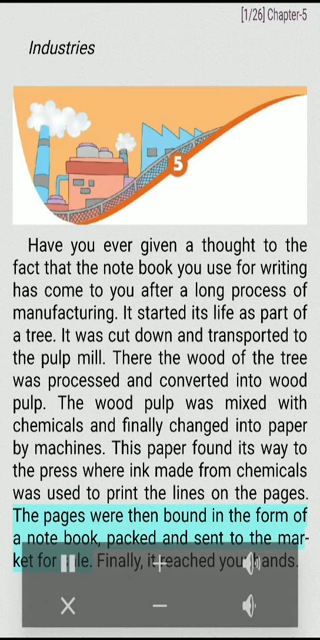 [1/26] Chapter-5
Industries
5
Have you ever given a thought to the
fact that the note book you use for writing
has come to you after a long process of
manufacturing. It started its life as part of
a tree. It was cut down and transported to
the pulp mill. There the wood of the tree
was processed and converted into wood
pulp. The wood pulp was mixed with
chemicals and finally changed into paper
by machines. This paper found its way to
the press where ink made from chemicals
was used to print the lines on the pages.
The pages were then bound in the form of
a note book, packed and sent to the mar-
ket for sale. Finally, it reached your hands.